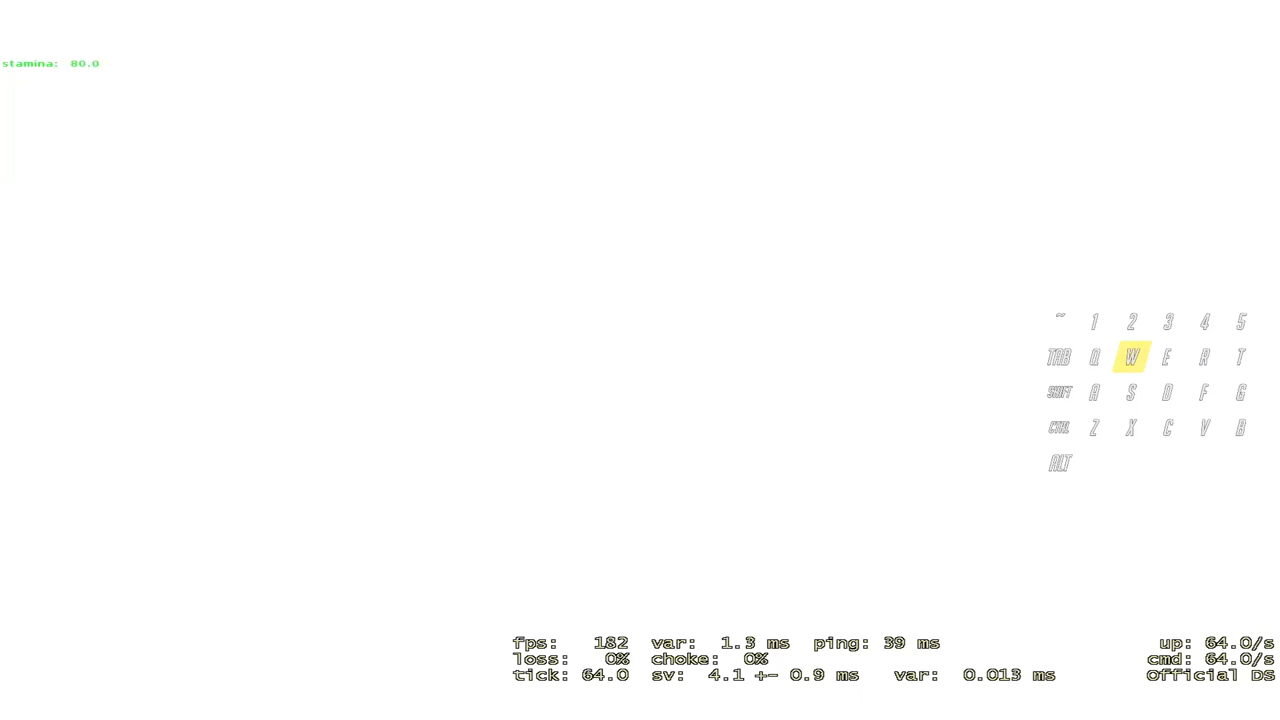 stamina: 80.0
~ 1 2 3 4 5
TAB Q W E R T
SHIFT A S D F G
CTRL Z X C V B
ALT
fps: 182 var: 1.3 ms ping: 39 ms up: 64.0/s
loss: 0% choke: 0% cmd: 64.0/s
tick: 64.0 sv: 4.1 +- 0.9 ms var: 0.013 ms Official DS